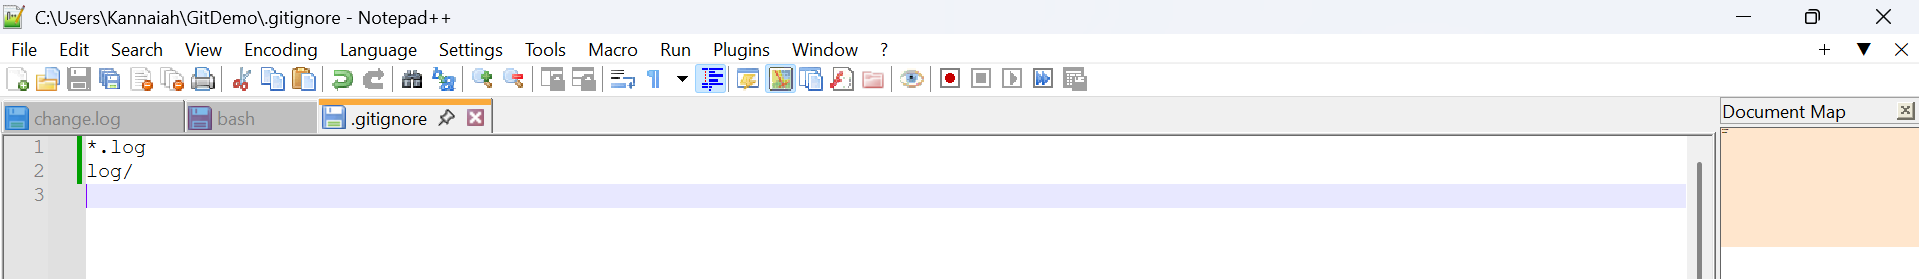 C:\Users\Kannaiah\GitDemo\.gitignore - Notepad++
File Edit Search View Encoding Language Settings Tools Macro Run Plugins Window ?
change.log bash .gitignore
Document Map
1 *.log
2 log/
3